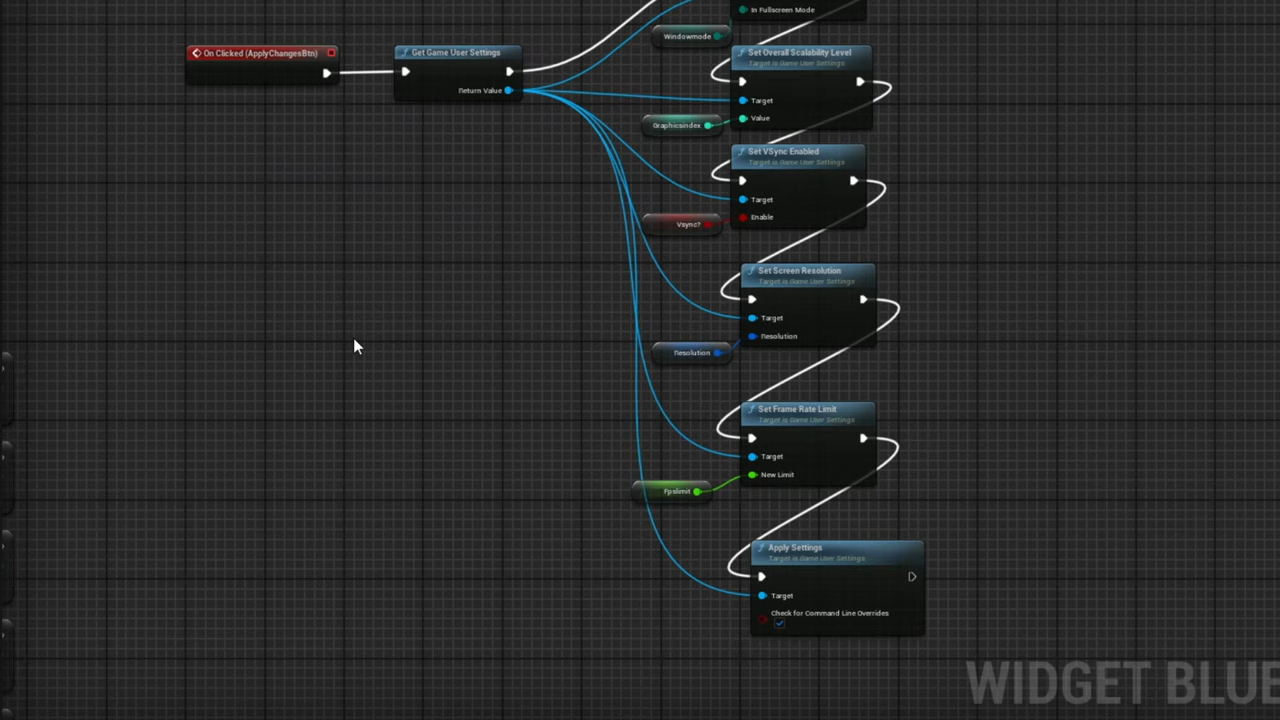 In Fullscreen Mode
Windowmode
On Clicked (ApplyChangesBtn)
Get Game User Settings
Return Value
Set Overall Scalability Level
Target is Game User Settings
Target
Value
Graphicsindex
Set VSync Enabled
Target is Game User Settings
Target
Enable
Vsync?
Set Screen Resolution
Target is Game User Settings
Target
Resolution
Resolution
Set Frame Rate Limit
Target is Game User Settings
Target
New Limit
Fpslimit
Apply Settings
Target is Game User Settings
Target
Check for Command Line Overrides
WIDGET BLUE